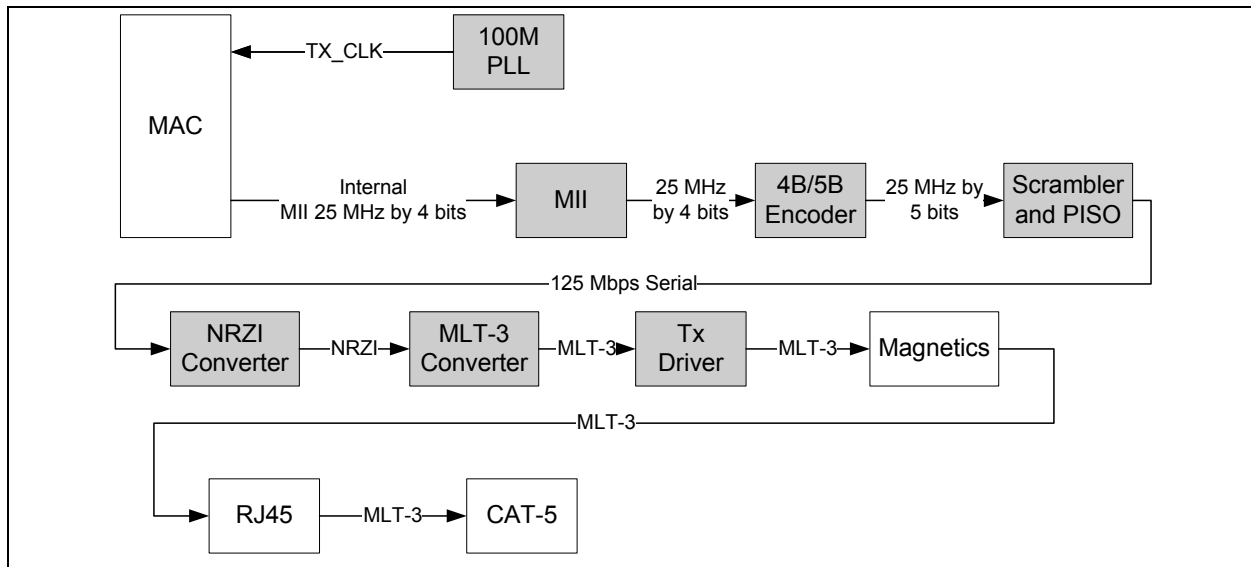 TX_CLK
100M
PLL
MAC
Internal
MII 25 MHz by 4 bits
MII
25 MHz
by 4 bits
4B/5B
Encoder
25 MHz by
5 bits
Scrambler
and PISO
125 Mbps Serial
NRZI
Converter
NRZI
MLT-3
Converter
MLT-3
Tx
Driver
MLT-3
Magnetics
MLT-3
RJ45
MLT-3
CAT-5